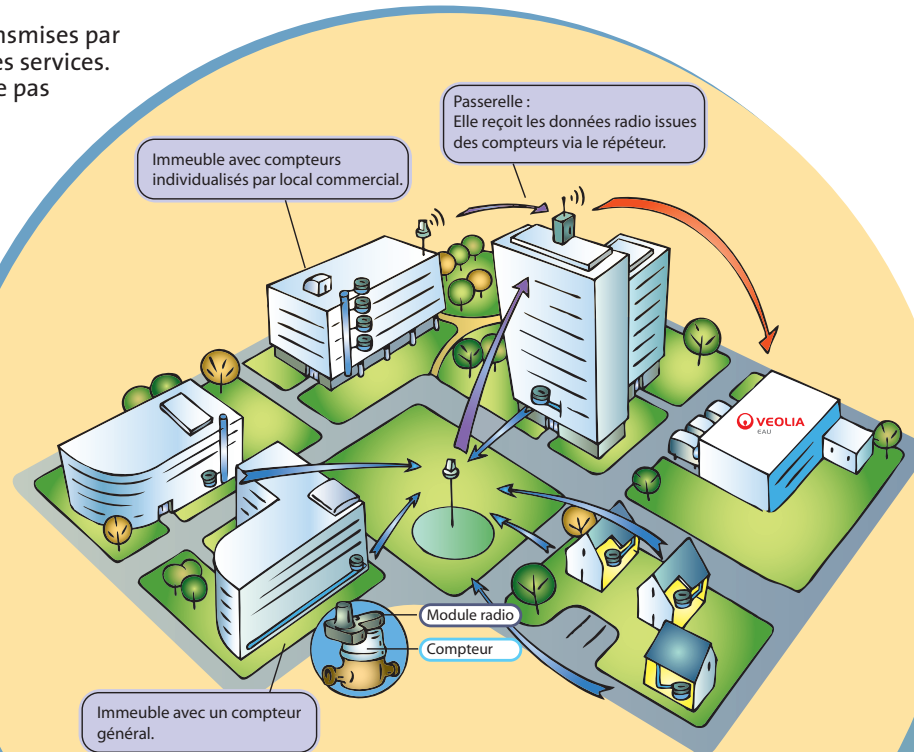 nsmises par
es services.
e pas
Passerelle :
Elle reçoit les données radio issues
des compteurs via le répéteur.
Immeuble avec compteurs
individualisés par local commercial.
VEOLIA
EAU
Module radio
Compteur
Immeuble avec un compteur
général.